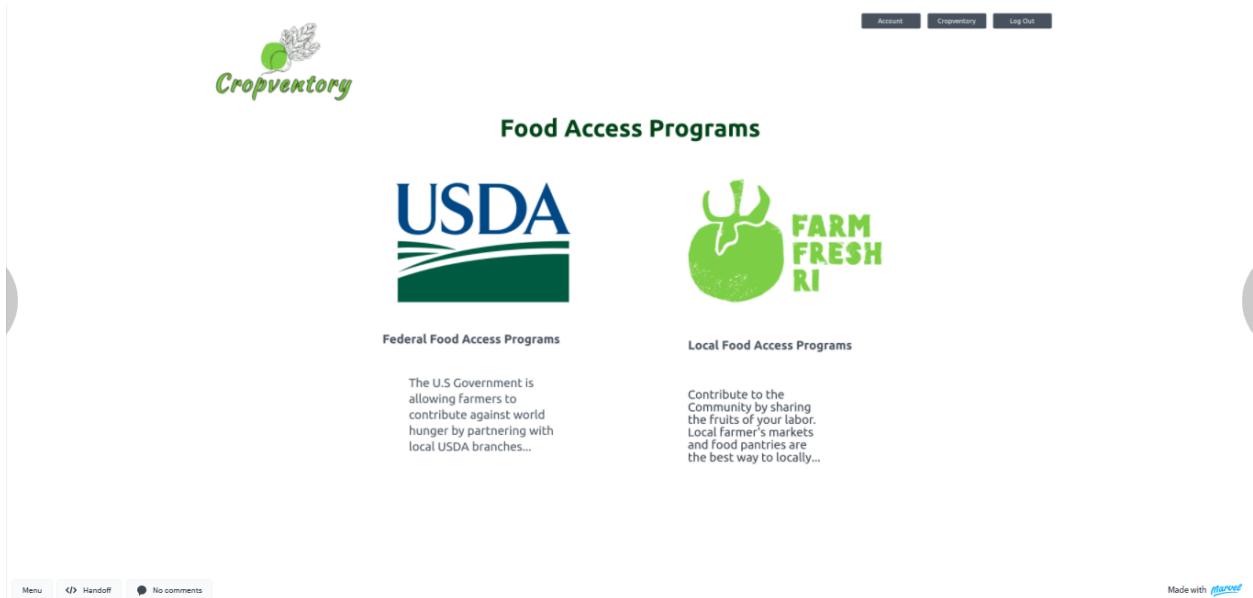 Account
Cropventory
Log Out
Cropventory
Food Access Programs
USDA
FARM
FRESH
RI
Federal Food Access Programs
Local Food Access Programs
The U.S Government is
allowing farmers to
contribute against world
hunger by partnering with
local USDA branches...
Contribute to the
Community by sharing
the fruits of your labor.
Local farmer's markets
and food pantries are
the best way to locally...
Menu
</> Handoff
No comments
Made with Marvel